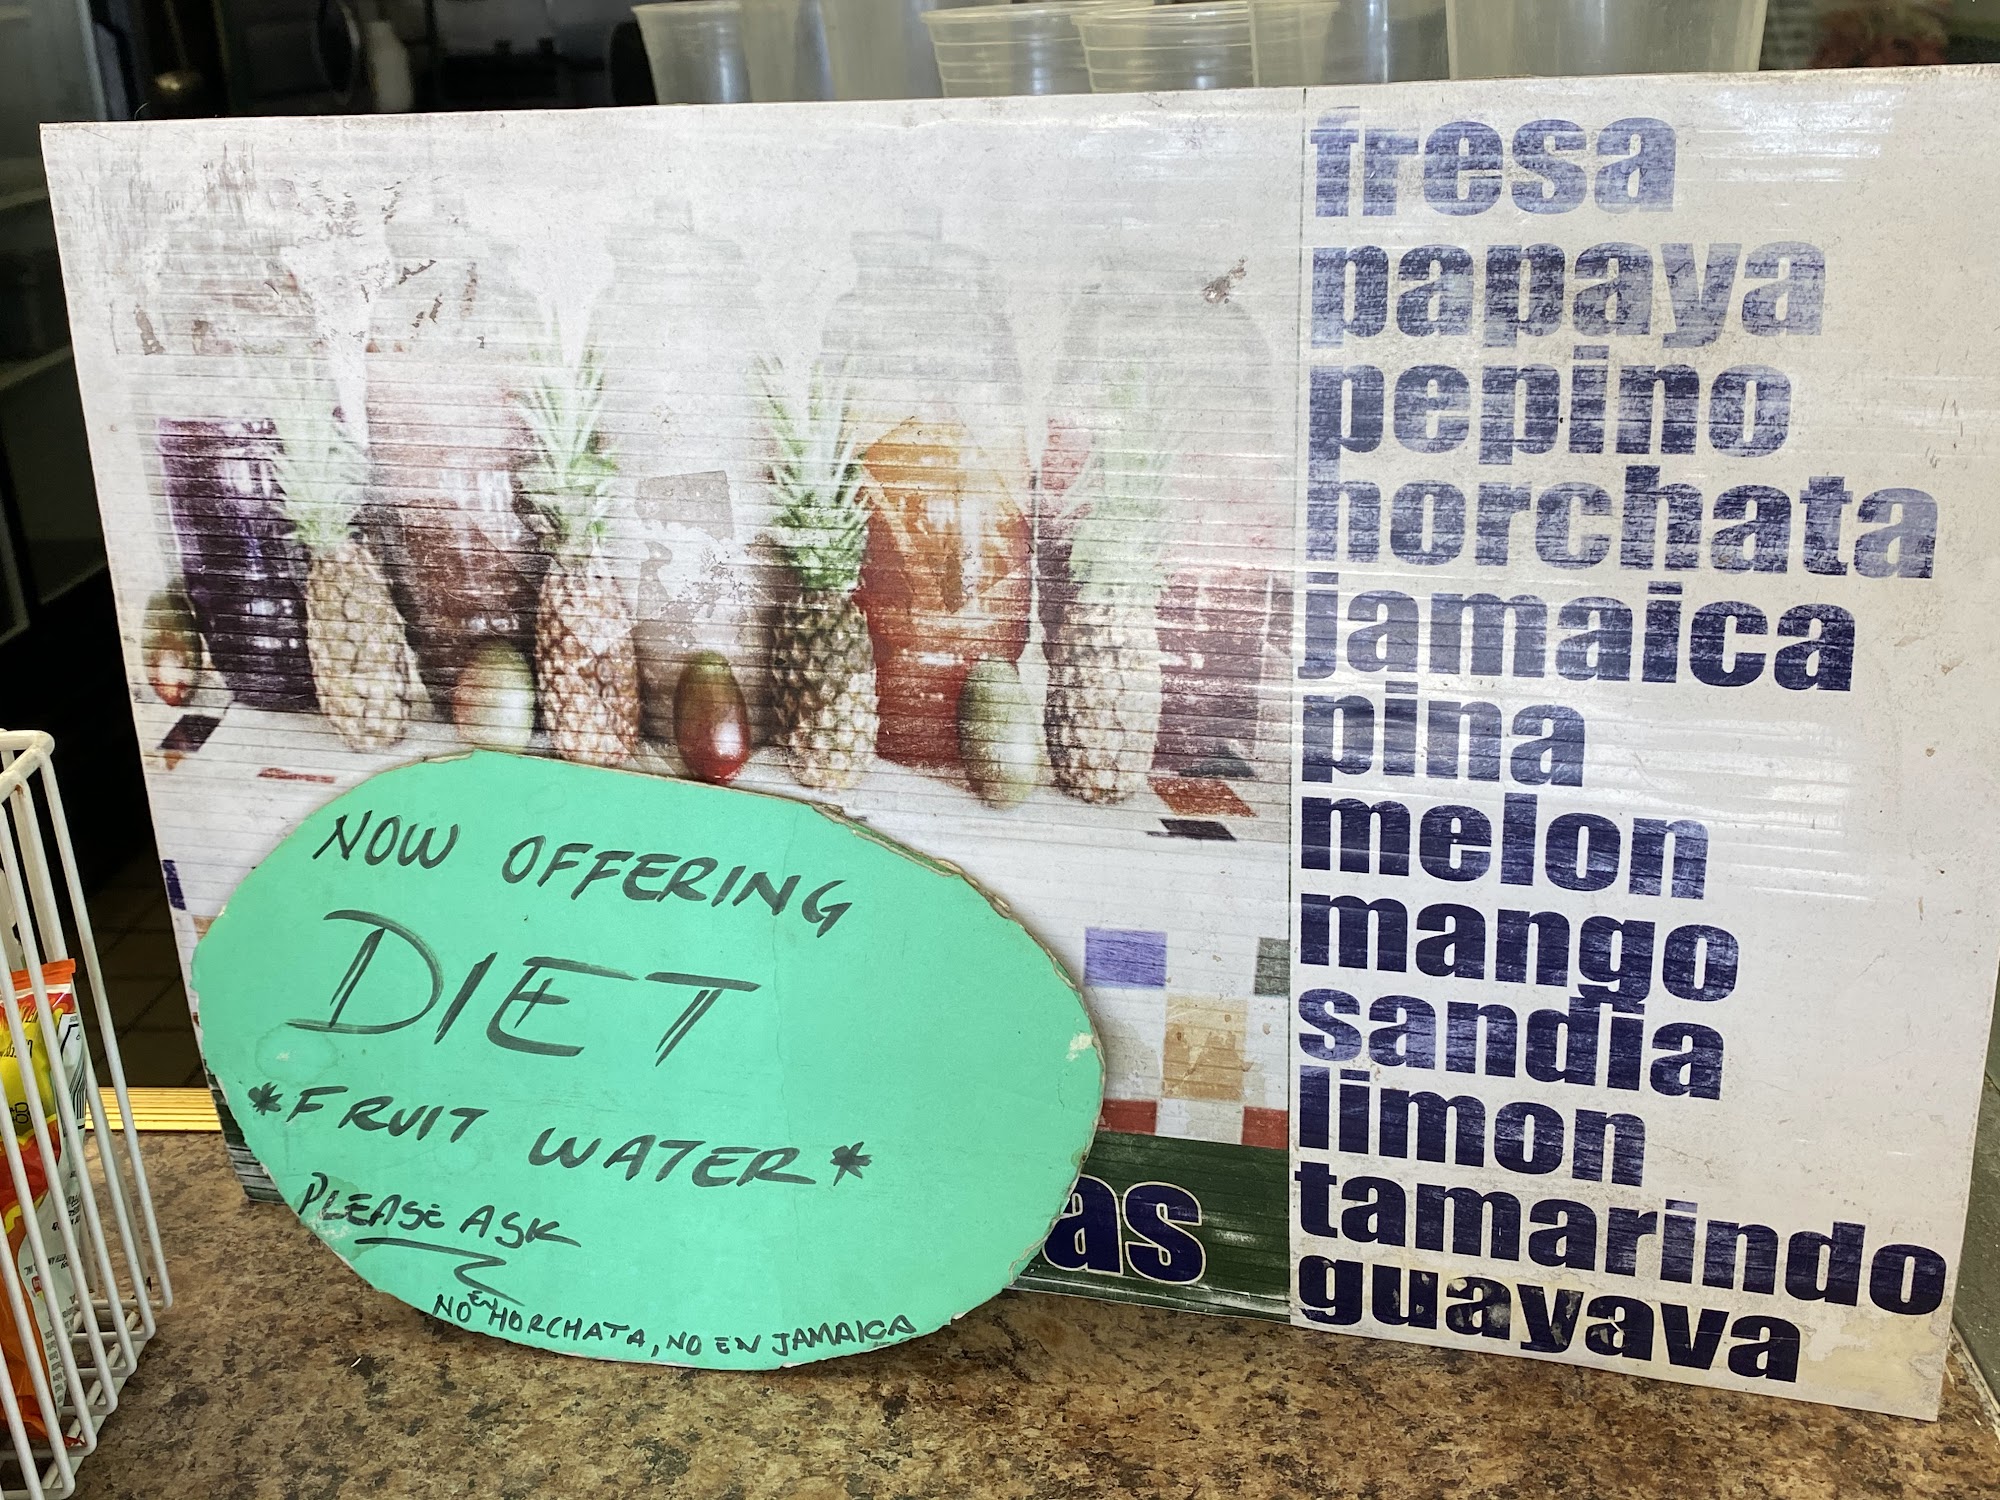 fresa
papaya
pepino
horchata
jamaica
pina
melon
mango
sandia
limon
tamarindo
guayava
NOW OFFERING
DIET
*FRUIT WATER*
PLEASE ASK
NO EN HORCHATA, NO EN JAMAICA
as